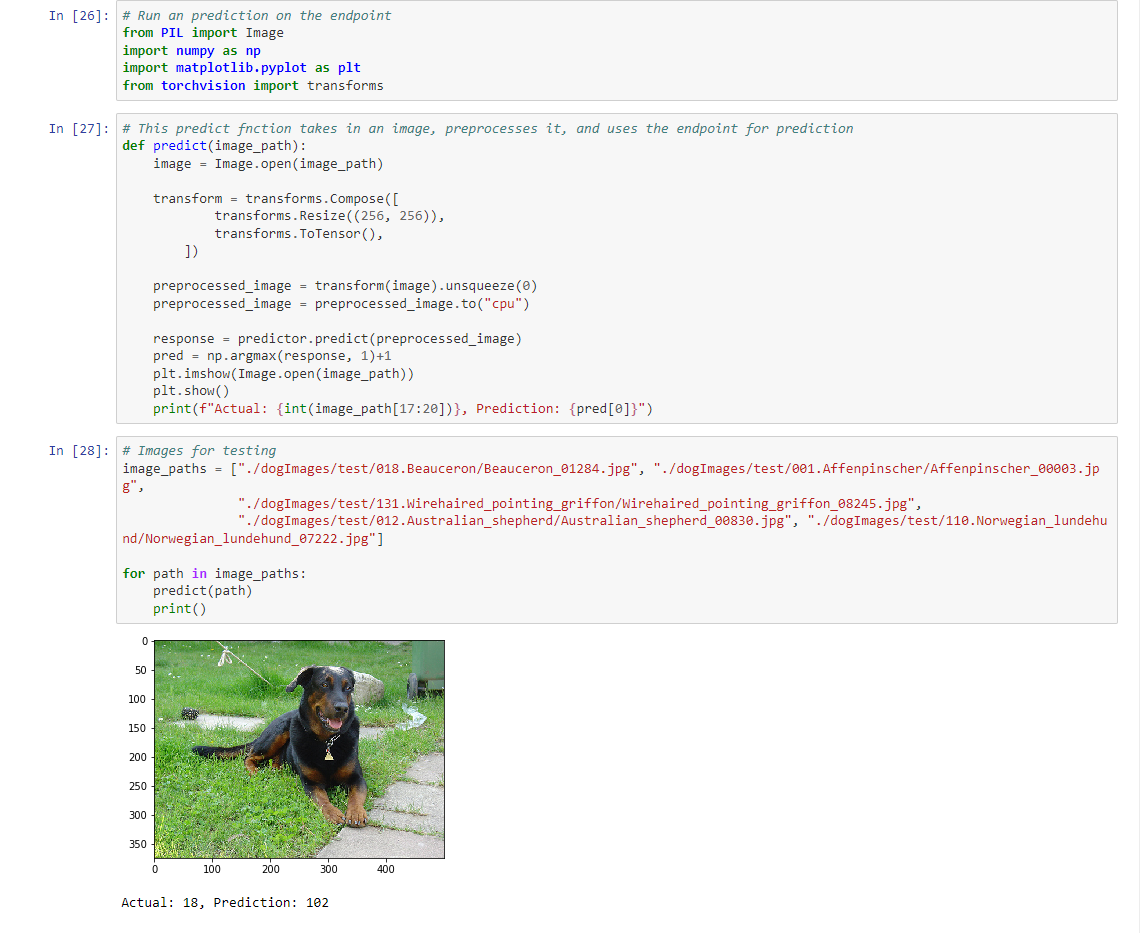 In [26]: # Run an prediction on the endpoint
from PIL import Image
import numpy as np
import matplotlib.pyplot as plt
from torchvision import transforms
In [27]: # This predict fnction takes in an image, preprocesses it, and uses the endpoint for prediction
def predict(image_path):
    image = Image.open(image_path)
    transform = transforms.Compose([
            transforms.Resize((256, 256)),
            transforms.ToTensor(),
        ])
    preprocessed_image = transform(image).unsqueeze(0)
    preprocessed_image = preprocessed_image.to("cpu")
    response = predictor.predict(preprocessed_image)
    pred = np.argmax(response, 1)+1
    plt.imshow(Image.open(image_path))
    plt.show()
    print(f"Actual: {int(image_path[17:20])}, Prediction: {pred[0]}")
In [28]: # Images for testing
image_paths = ["./dogImages/test/018.Beauceron/Beauceron_01284.jpg", "./dogImages/test/001.Affenpinscher/Affenpinscher_00003.jp
g",
               "./dogImages/test/131.Wirehaired_pointing_griffon/Wirehaired_pointing_griffon_08245.jpg",
               "./dogImages/test/012.Australian_shepherd/Australian_shepherd_00830.jpg", "./dogImages/test/110.Norwegian_lundehu
nd/Norwegian_lundehund_07222.jpg"]
for path in image_paths:
    predict(path)
    print()
0
50
100
150
200
250
300
350
0 100 200 300 400
Actual: 18, Prediction: 102